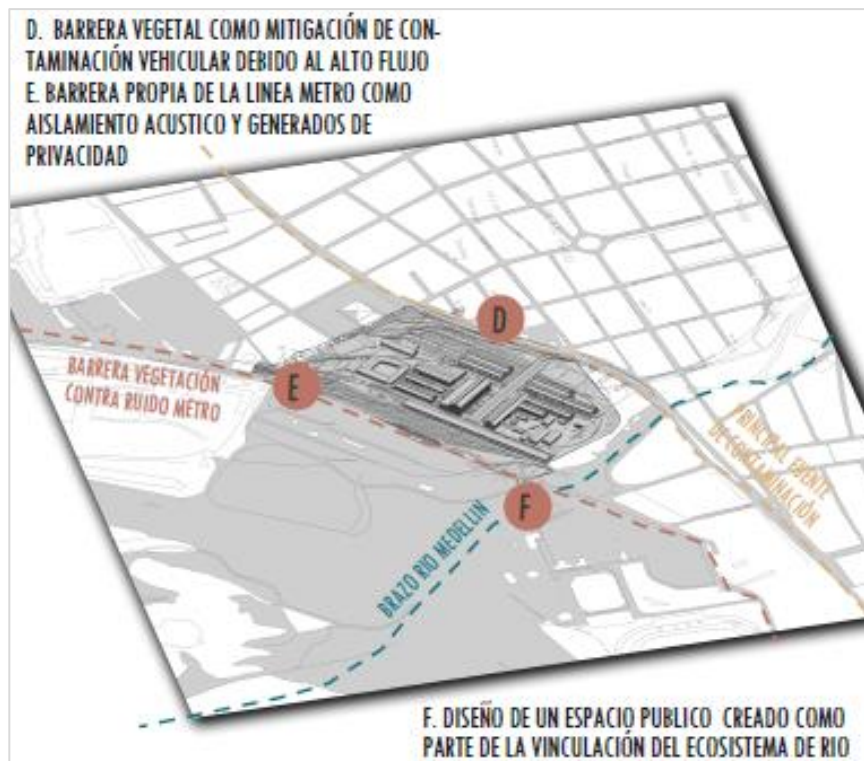 D. BARRERA VEGETAL COMO MITIGACIÓN DE CON-
TAMINACIÓN VEHICULAR DEBIDO AL ALTO FLUJO
E. BARRERA PROPIA DE LA LINEA METRO COMO
AISLAMIENTO ACUSTICO Y GENERADOS DE
PRIVACIDAD
D
BARRERA VEGETACIÓN
CONTRA RUIDO METRO
E
PRINCIPAL FUENTE
DE CONTAMINACIÓN
F
BRAZO RIO MEDELLIN
F. DISEÑO DE UN ESPACIO PUBLICO CREADO COMO
PARTE DE LA VINCULACIÓN DEL ECOSISTEMA DE RIO